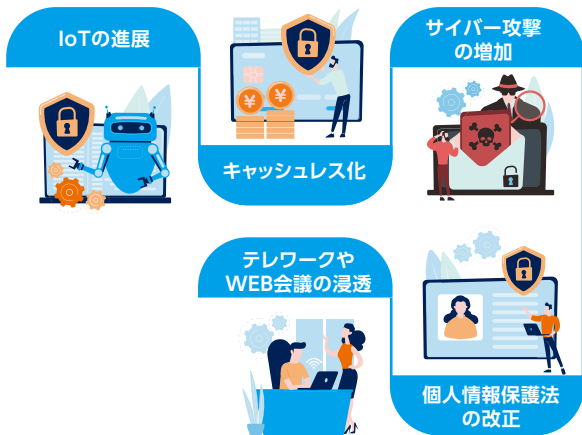 IoTの進展
¥
¥
キャッシュレス化
サイバー攻撃
の増加
テレワークや
WEB会議の浸透
個人情報保護法
の改正